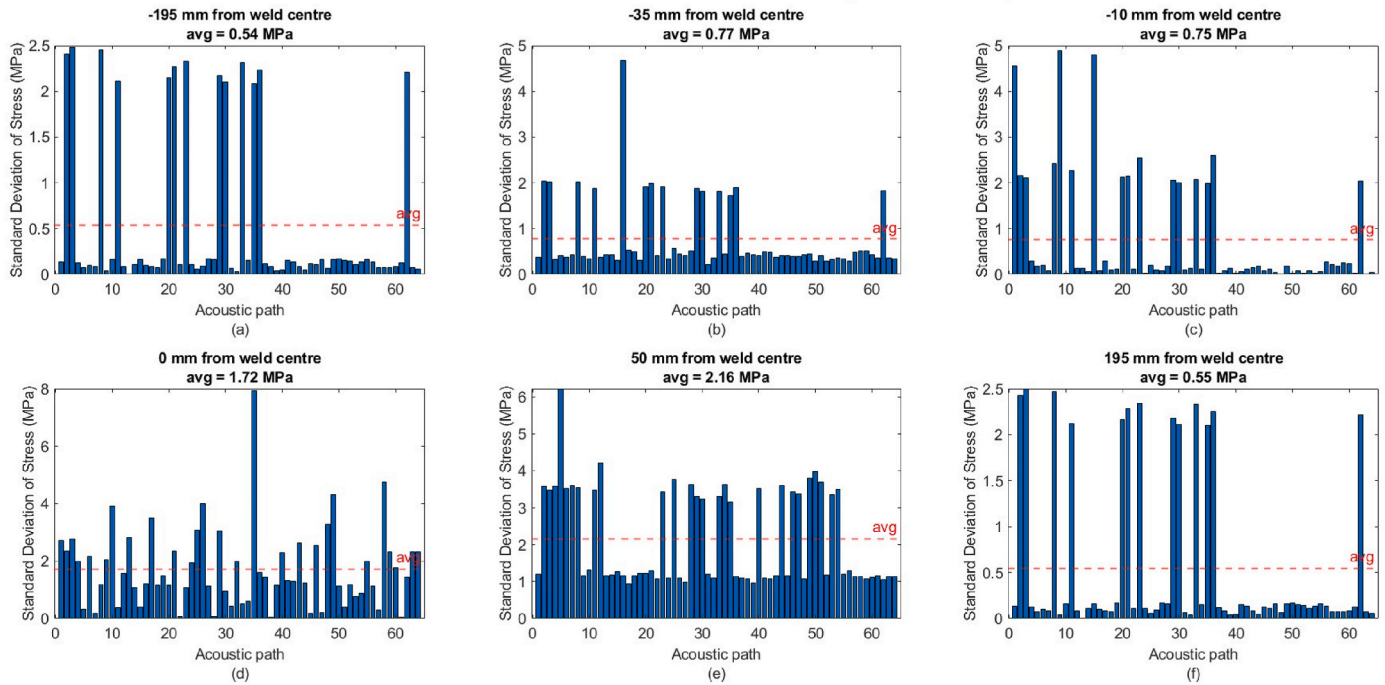 -195 mm from weld centre
avg = 0.54 MPa
Standard Deviation of Stress (MPa)
2.5
2
1.5
1
0.5
0
avg
0 10 20 30 40 50 60
Acoustic path
(a)
-35 mm from weld centre
avg = 0.77 MPa
Standard Deviation of Stress (MPa)
5
4
3
2
1
0
avg
0 10 20 30 40 50 60
Acoustic path
(b)
-10 mm from weld centre
avg = 0.75 MPa
Standard Deviation of Stress (MPa)
5
4
3
2
1
0
avg
0 10 20 30 40 50 60
Acoustic path
(c)
0 mm from weld centre
avg = 1.72 MPa
Standard Deviation of Stress (MPa)
8
6
4
2
0
avg
0 10 20 30 40 50 60
Acoustic path
(d)
50 mm from weld centre
avg = 2.16 MPa
Standard Deviation of Stress (MPa)
6
5
4
3
2
1
0
avg
0 10 20 30 40 50 60
Acoustic path
(e)
195 mm from weld centre
avg = 0.55 MPa
Standard Deviation of Stress (MPa)
2.5
2
1.5
1
0.5
0
avg
0 10 20 30 40 50 60
Acoustic path
(f)